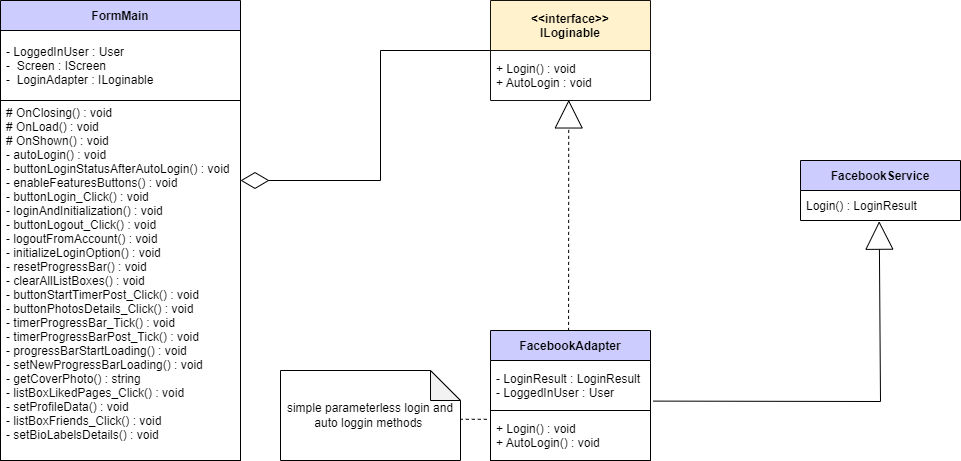 FormMain
- LoggedInUser : User
- Screen : IScreen
- LoginAdapter : ILoginable
# OnClosing() : void
# OnLoad() : void
# OnShown() : void
- autoLogin() : void
- buttonLoginStatusAfterAutoLogin() : void
- enableFeaturesButtons() : void
- buttonLogin_Click() : void
- loginAndInitialization() : void
- buttonLogout_Click() : void
- logoutFromAccount() : void
- initializeLoginOption() : void
- resetProgressBar() : void
- clearAllListBoxes() : void
- buttonStartTimerPost_Click() : void
- buttonPhotosDetails_Click() : void
- timerProgressBar_Tick() : void
- timerProgressBarPost_Tick() : void
- progressBarStartLoading() : void
- setNewProgressBarLoading() : void
- getCoverPhoto() : string
- listBoxLikedPages_Click() : void
- setProfileData() : void
- listBoxFriends_Click() : void
- setBioLabelsDetails() : void
<<interface>>
ILoginable
+ Login() : void
+ AutoLogin : void
FacebookService
Login() : LoginResult
FacebookAdapter
- LoginResult : LoginResult
- LoggedInUser : User
+ Login() : void
+ AutoLogin() : void
simple parameterless login and
auto loggin methods